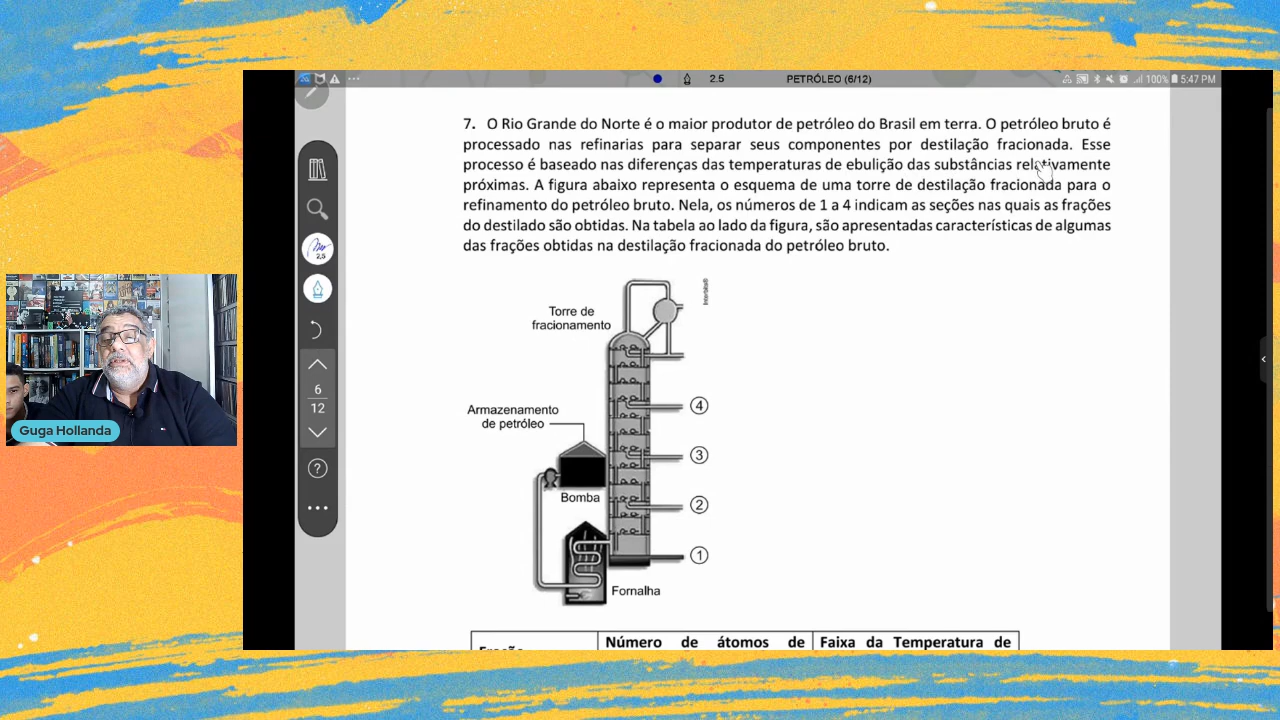 2.5
PETRÓLEO (6/12)
100%
5:47 PM
7. O Rio Grande do Norte é o maior produtor de petróleo do Brasil em terra. O petróleo bruto é
processado nas refinarias para separar seus componentes por destilação fracionada. Esse
processo é baseado nas diferenças das temperaturas de ebulição das substâncias relativamente
próximas. A figura abaixo representa o esquema de uma torre de destilação fracionada para o
refinamento do petróleo bruto. Nela, os números de 1 a 4 indicam as seções nas quais as frações
do destilado são obtidas. Na tabela ao lado da figura, são apresentadas características de algumas
das frações obtidas na destilação fracionada do petróleo bruto.
Interbits®
Torre de
fracionamento
Armazenamento
de petróleo
4
3
Bomba
2
1
Fornalha
Fração
Número de átomos de
Faixa da Temperatura de
2,5
6
12
?
Guga Hollanda